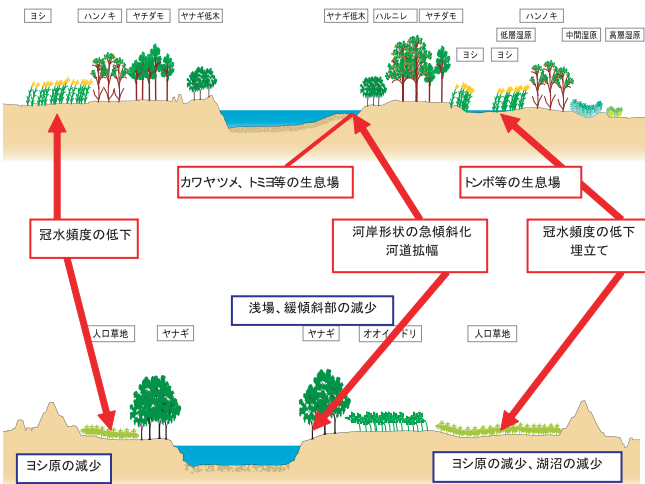 ヨシ
ハンノキ
ヤチダモ
ヤナギ低木
ヤナギ低木
ハルニレ
ヤチダモ
ハンノキ
低層湿原
中間湿原
高層湿原
ヨシ
ヨシ
カワヤツメ、トミヨ等の生息場
トンボ等の生息場
冠水頻度の低下
河岸形状の急傾斜化
河道拡幅
冠水頻度の低下
埋立て
浅場、緩傾斜部の減少
人口草地
ヤナギ
ヤナギ
オオイ ドリ
人口草地
ヨシ原の減少
ヨシ原の減少、湖沼の減少